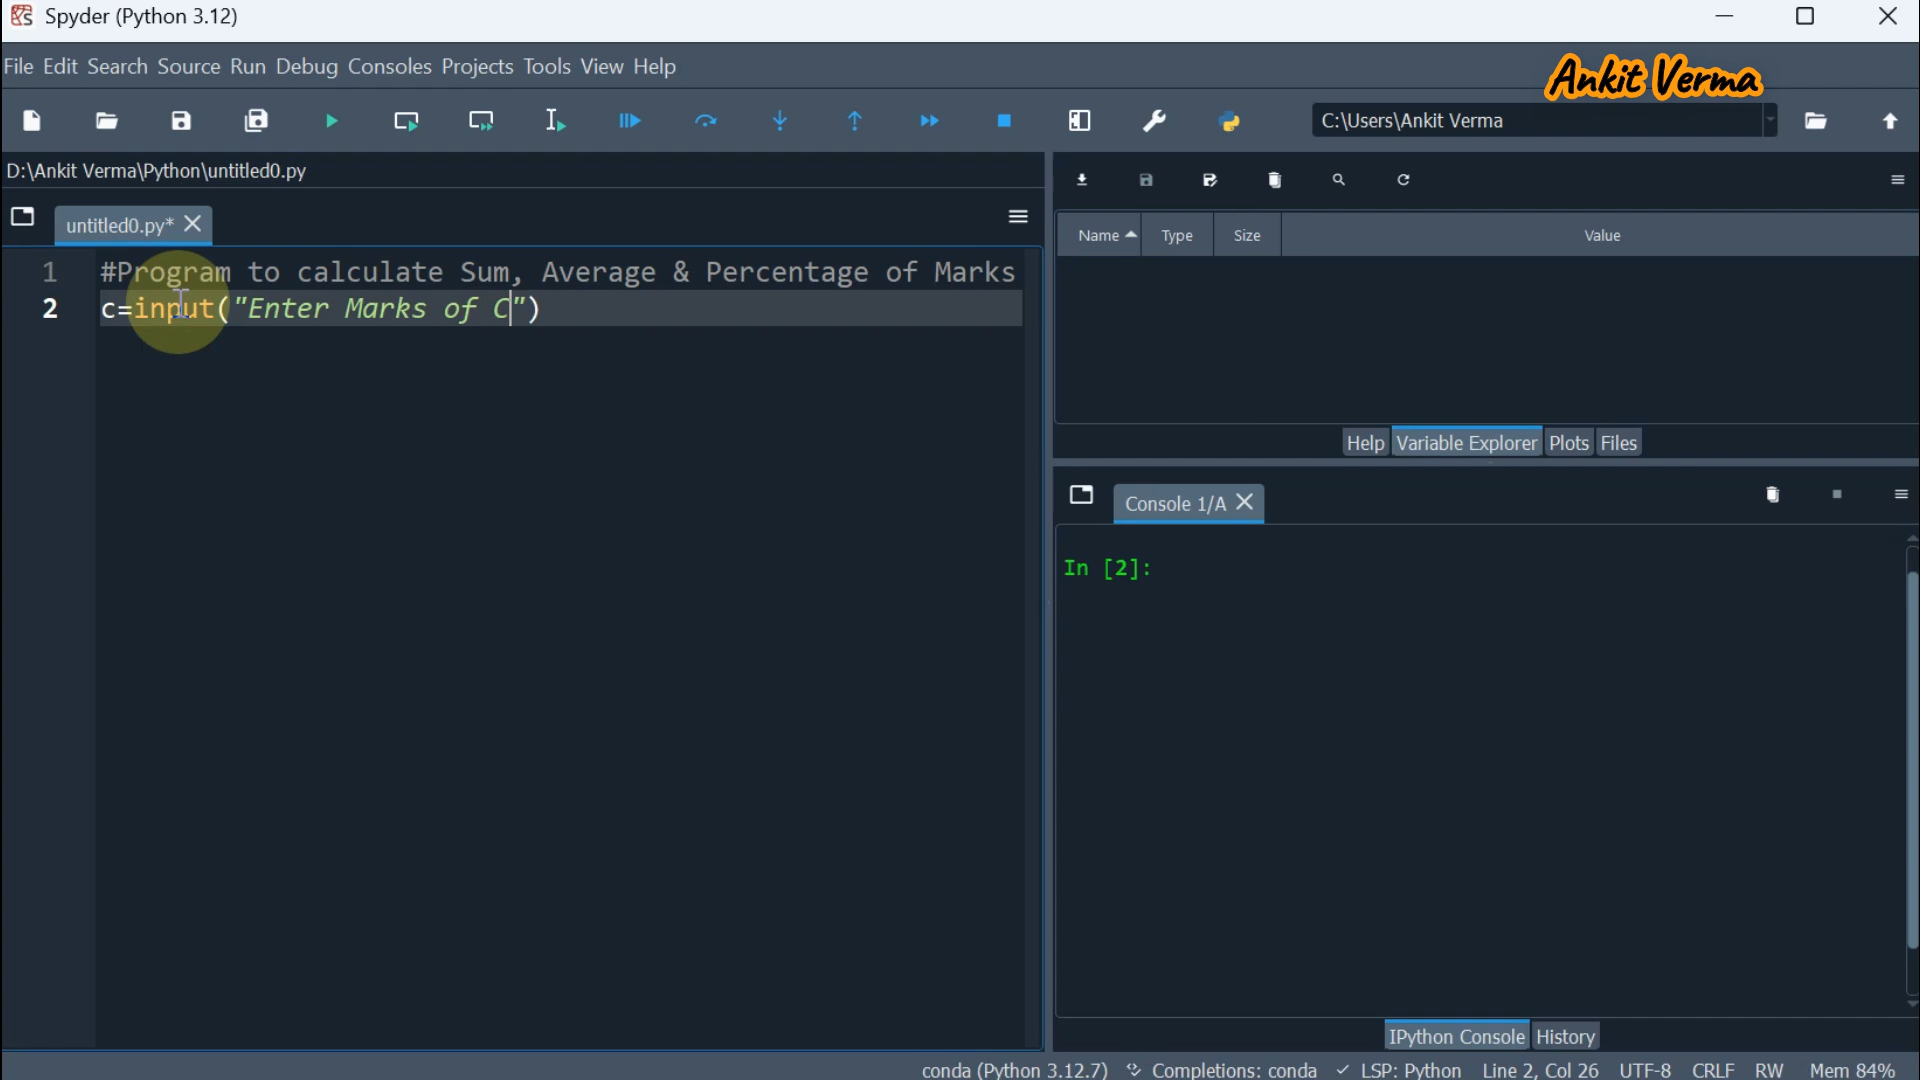 Spyder (Python 3.12)
File Edit Search Source Run Debug Consoles Projects Tools View Help
Ankit Verma
C:\Users\Ankit Verma
D:\Ankit Verma\Python\untitled0.py
untitled0.py*
1 #Program to calculate Sum, Average & Percentage of Marks
2 c=input("Enter Marks of C")
Name Type Size Value
Help Variable Explorer Plots Files
Console 1/A
In [2]:
IPython Console History
conda (Python 3.12.7) Completions: conda LSP: Python Line 2, Col 26 UTF-8 CRLF RW Mem 84%